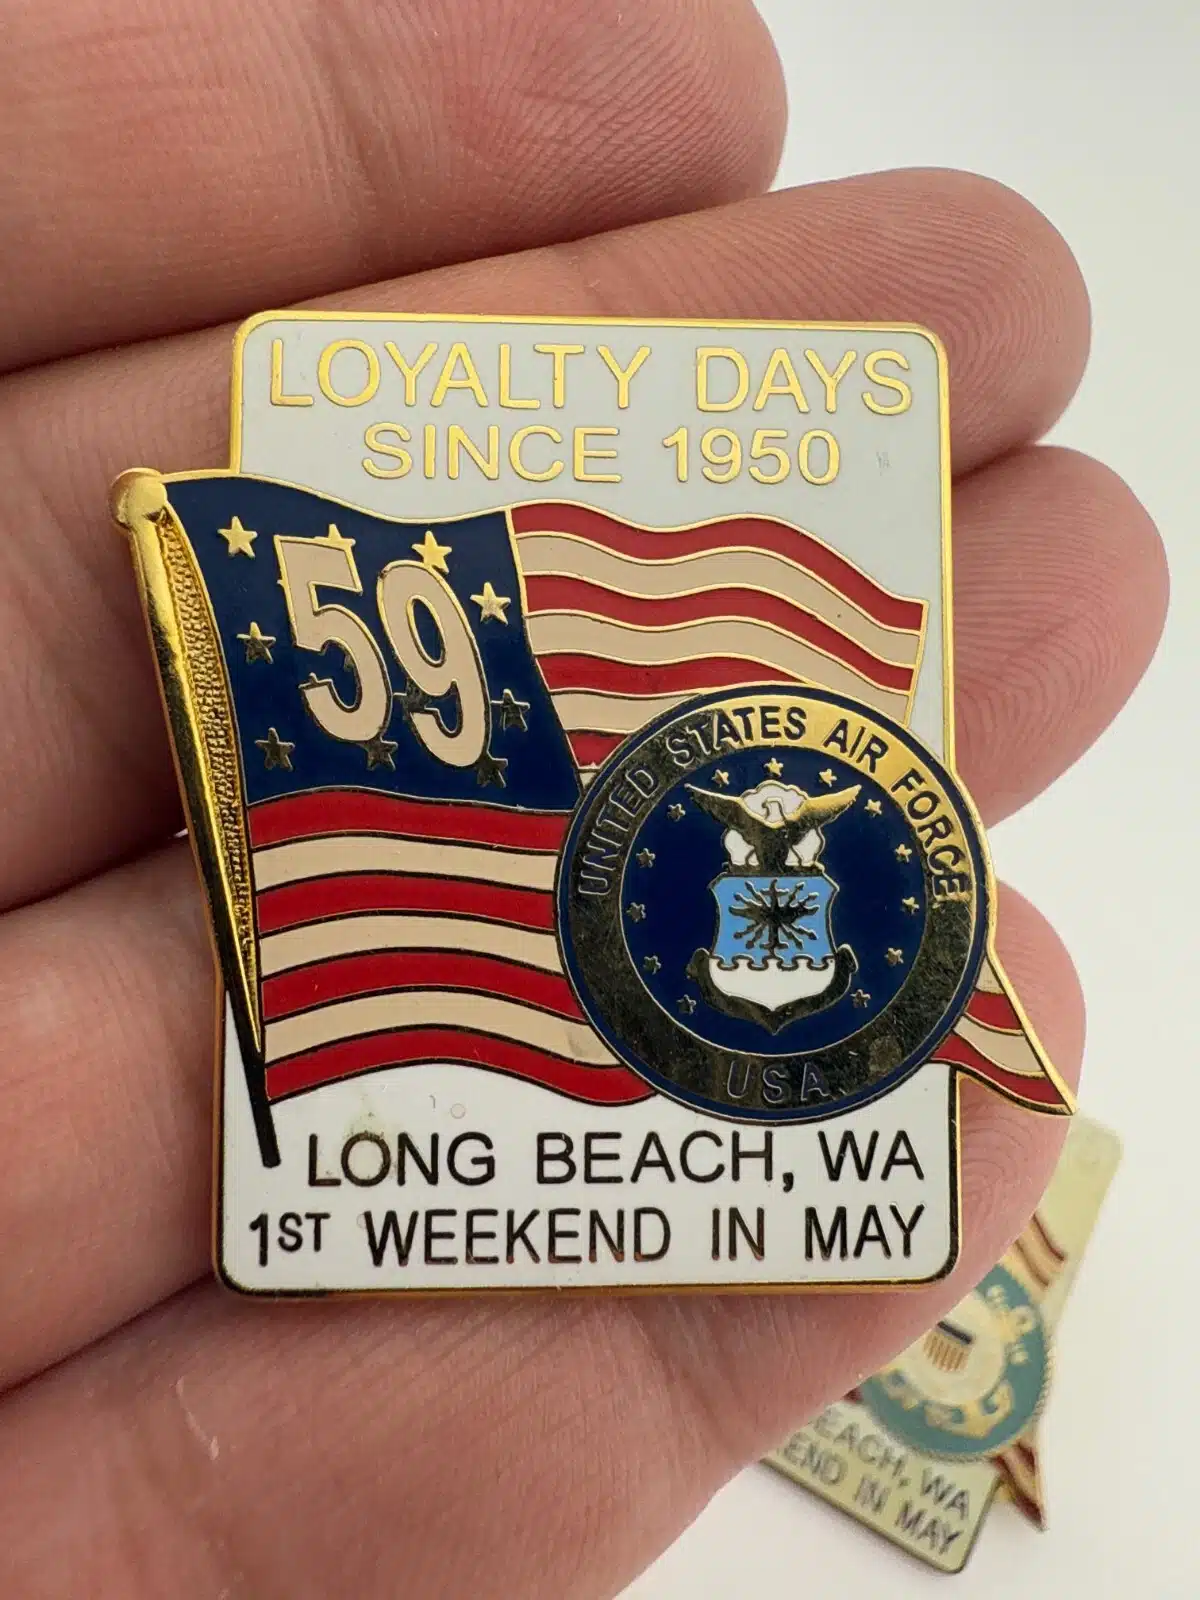 LOYALTY DAYS
SINCE 1950
59
UNITED STATES AIR FORCE
USA
LONG BEACH, WA
1ST WEEKEND IN MAY
BEACH, WA
END IN MAY